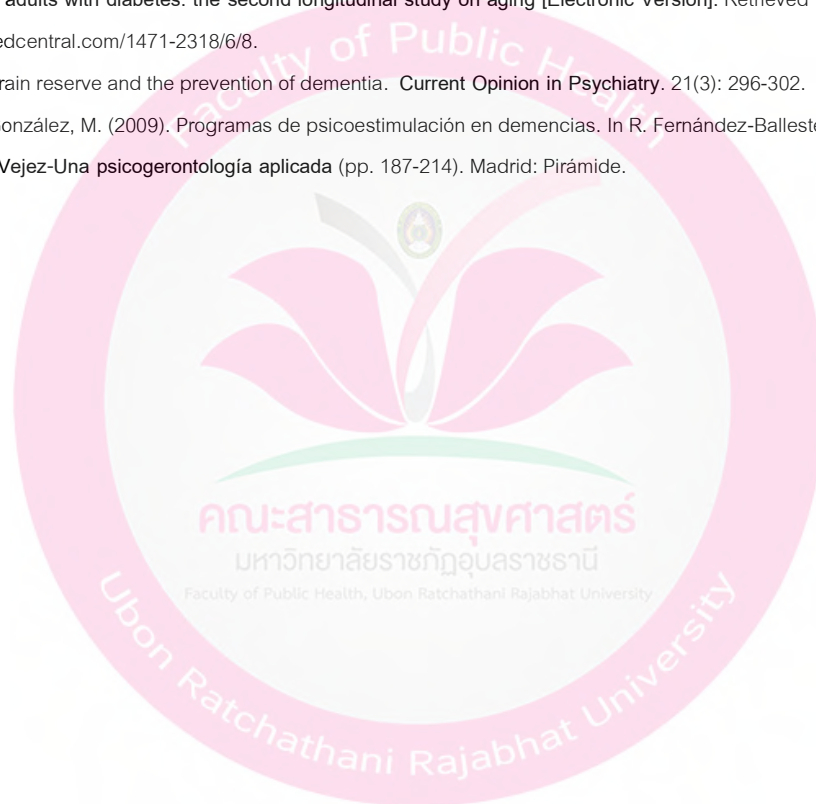 adults with diabetes: the second longitudinal study on aging [Electronic Version]. Retrieved
edcentral.com/1471-2318/6/8.
rain reserve and the prevention of dementia. Current Opinion in Psychiatry. 21(3): 296-302.
onzález, M. (2009). Programas de psicoestimulación en demencias. In R. Fernández-Balleste
Vejez-Una psicogerontología aplicada (pp. 187-214). Madrid: Pirámide.
Faculty of Public Health
คณะสาธารณสุขศาสตร์
มหาวิทยาลัยราชภัฏอุบลราชธานี
Faculty of Public Health, Ubon Ratchathani Rajabhat University
Ubon Ratchathani Rajabhat University